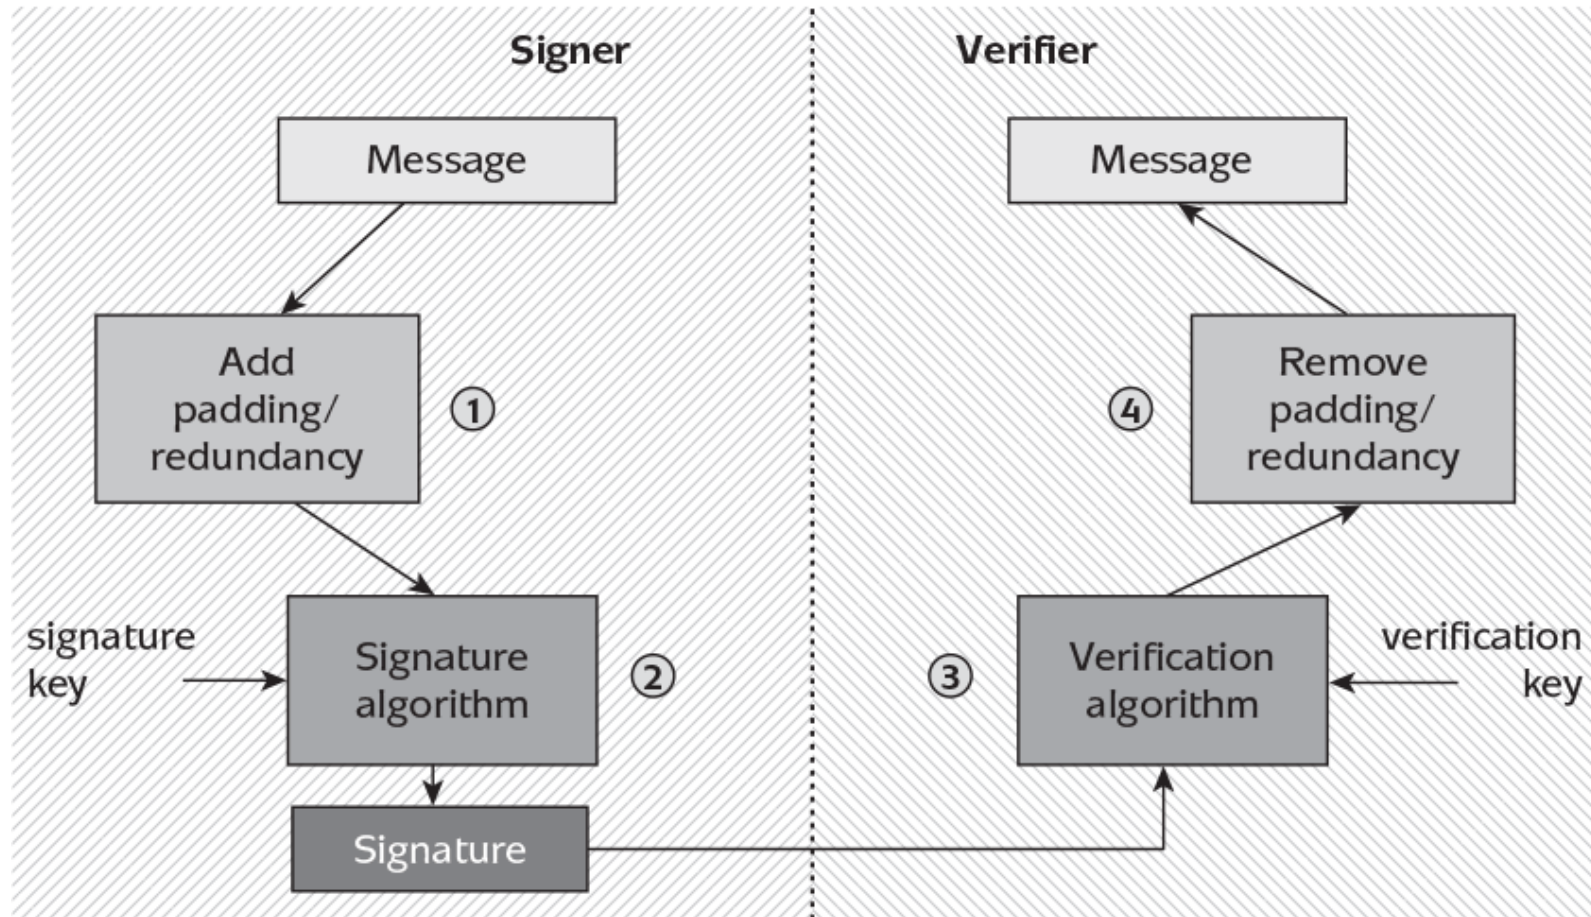 Signer
Verifier
Message
Message
Add
padding/
redundancy
①
④
Remove
padding/
redundancy
signature
key
Signature
algorithm
②
③
Verification
algorithm
verification
key
Signature